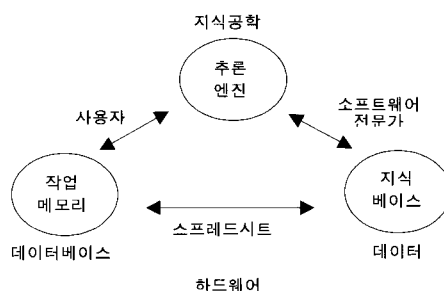 지식공학
추론
엔진
사용자
소프트웨어
전문가
작업
메모리
지식
베이스
소프레드시트
데이터베이스
데이터
하드웨어